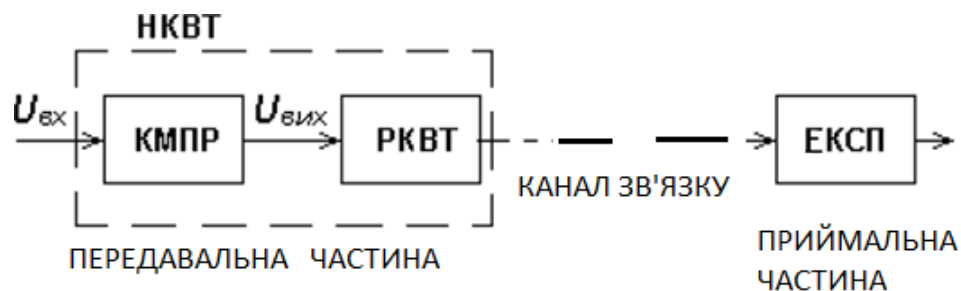 НКВТ
Uвх
КМПР
Uвих
РКВТ
ЕКСП
КАНАЛ ЗВ'ЯЗКУ
ПЕРЕДАВАЛЬНА ЧАСТИНА
ПРИЙМАЛЬНА
ЧАСТИНА